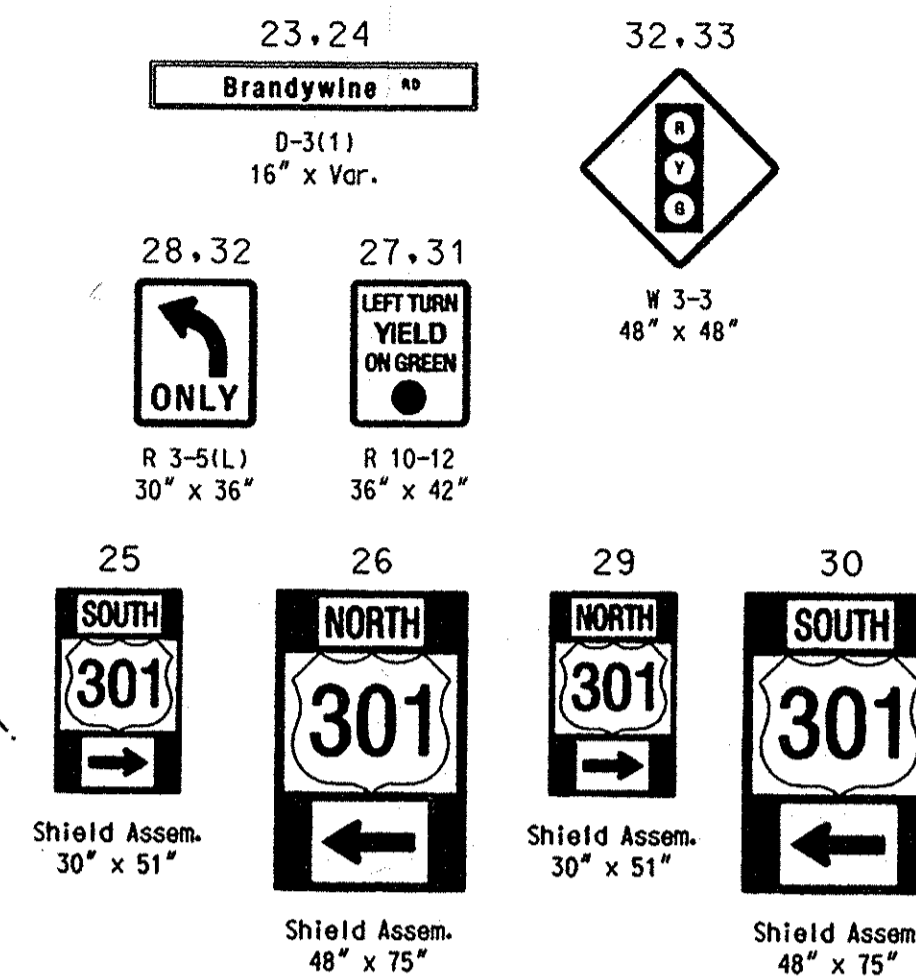 23,24
Brandywine RD
D-3(1)
16" x Var.
32,33
R
Y
G
W 3-3
48" x 48"
28,32
ONLY
R 3-5(L)
30" x 36"
27,31
LEFT TURN
YIELD
ON GREEN
R 10-12
36" x 42"
25
SOUTH
301
Shield Assem.
30" x 51"
26
NORTH
301
Shield Assem.
48" x 75"
29
NORTH
301
Shield Assem.
30" x 51"
30
SOUTH
301
Shield Assem
48" x 75"